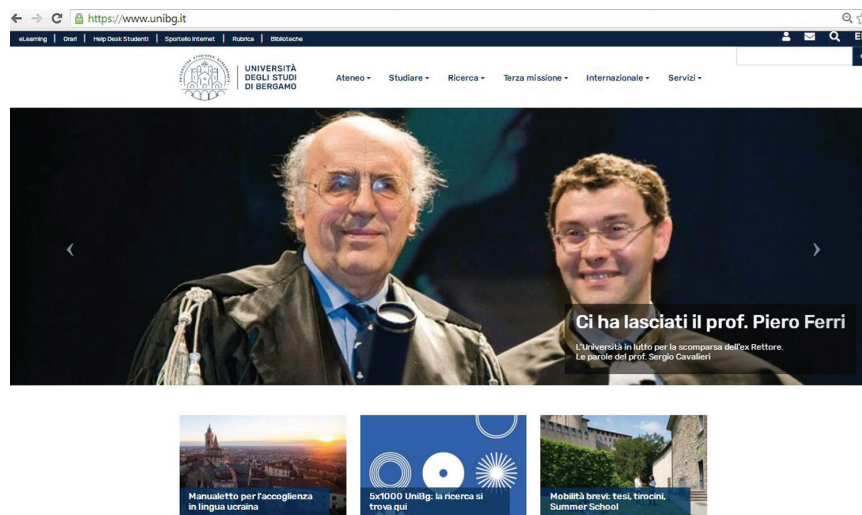 https://www.unibg.it
eLearning | Orari | Help Desk Studenti | Sportello Internet | Rubrica | Biblioteche
UNIVERSITÀ
DEGLI STUDI
DI BERGAMO
Ateneo Studiare Ricerca Terza missione Internazionale Servizi
Ci ha lasciati il prof. Piero Ferri
L'Università in lutto per la scomparsa dell'ex Rettore.
Le parole del prof. Sergio Cavalieri
Manualetto per l'accoglienza
in lingua ucraina
5x1000 UniBg: la ricerca si
trova qui
Mobilità brevi: tesi, tirocini,
Summer School